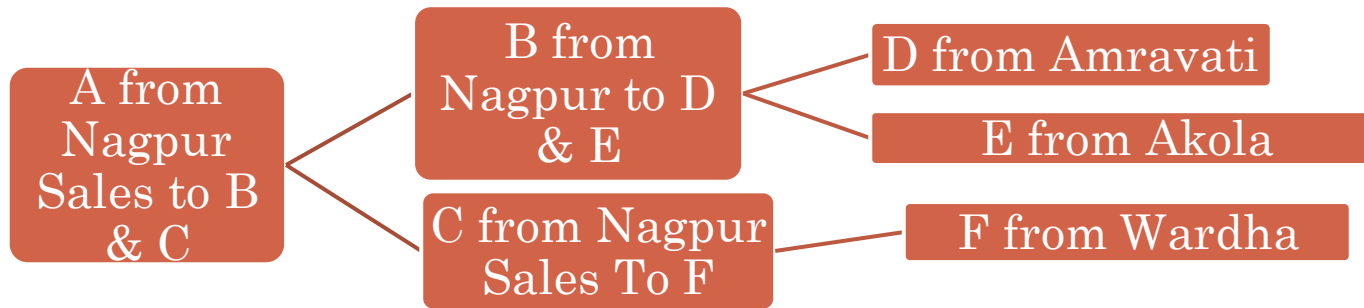 A from
Nagpur
Sales to B
& C
B from
Nagpur to D
& E
C from Nagpur
Sales To F
D from Amravati
E from Akola
F from Wardha